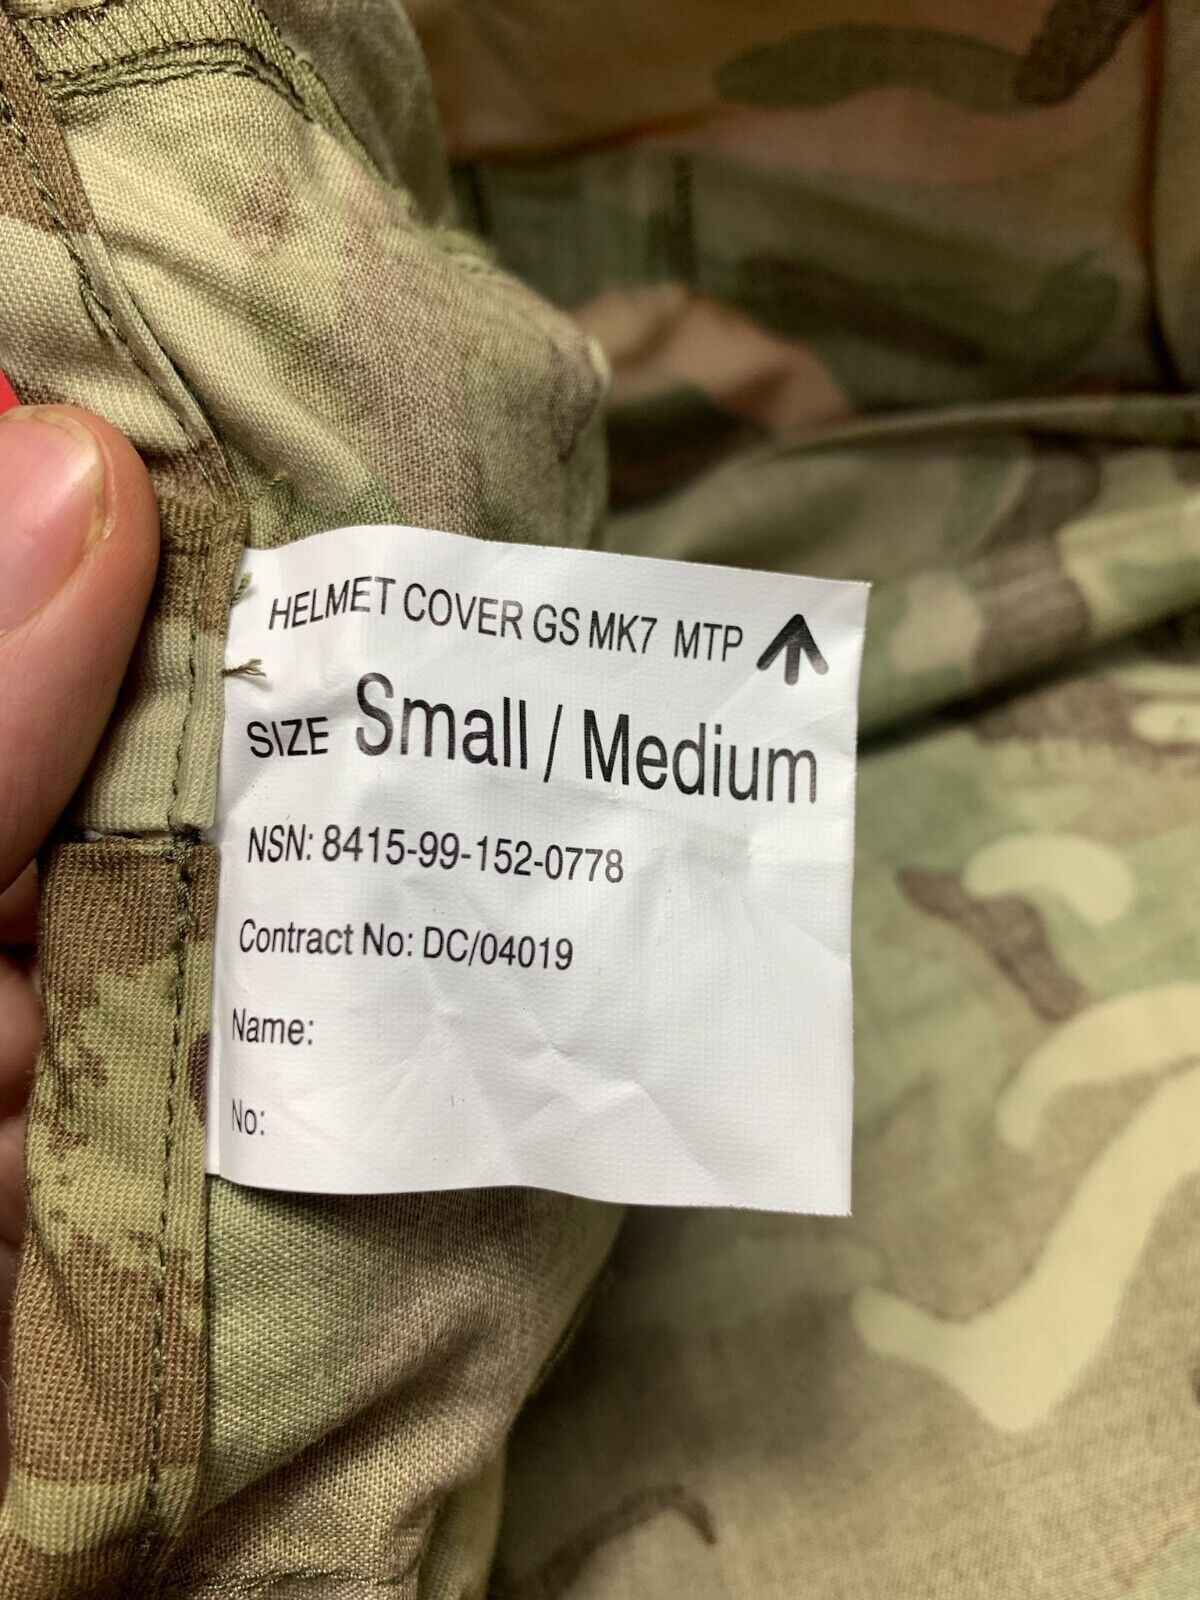 HELMET COVER GS MK7 MTP
SIZE Small / Medium
NSN: 8415-99-152-0778
Contract No: DC/04019
Name:
No: